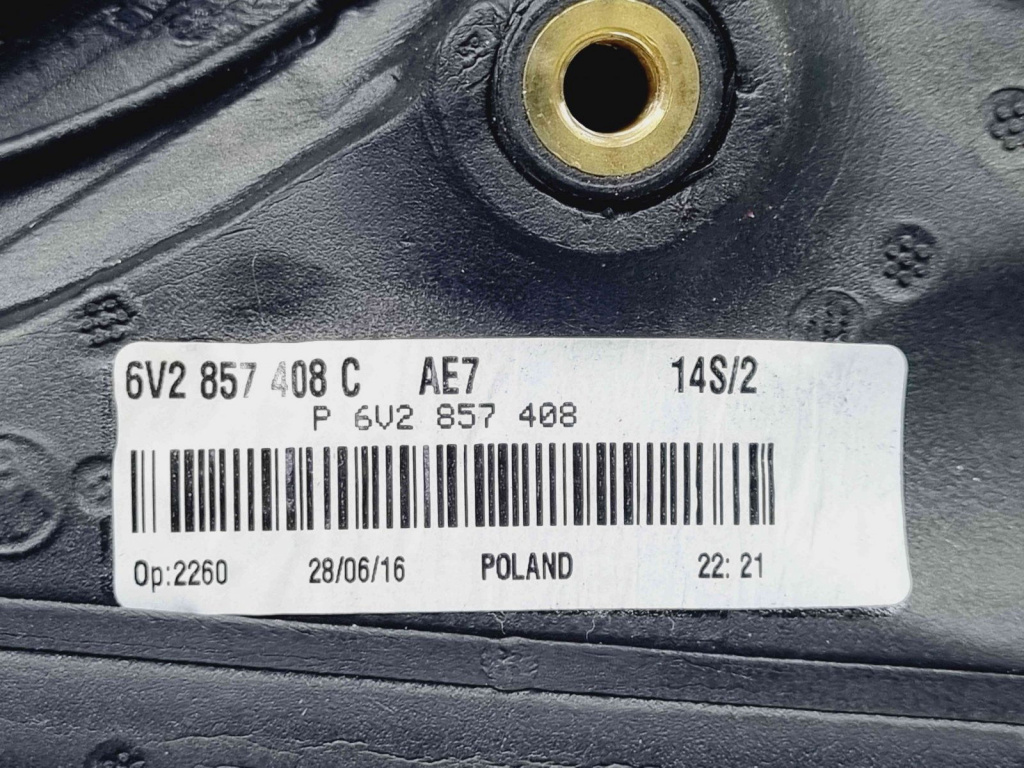 6V2 857 408 C AE7 14S/2
P 6V2 857 408
Op:2260 28/06/16 POLAND 22: 21